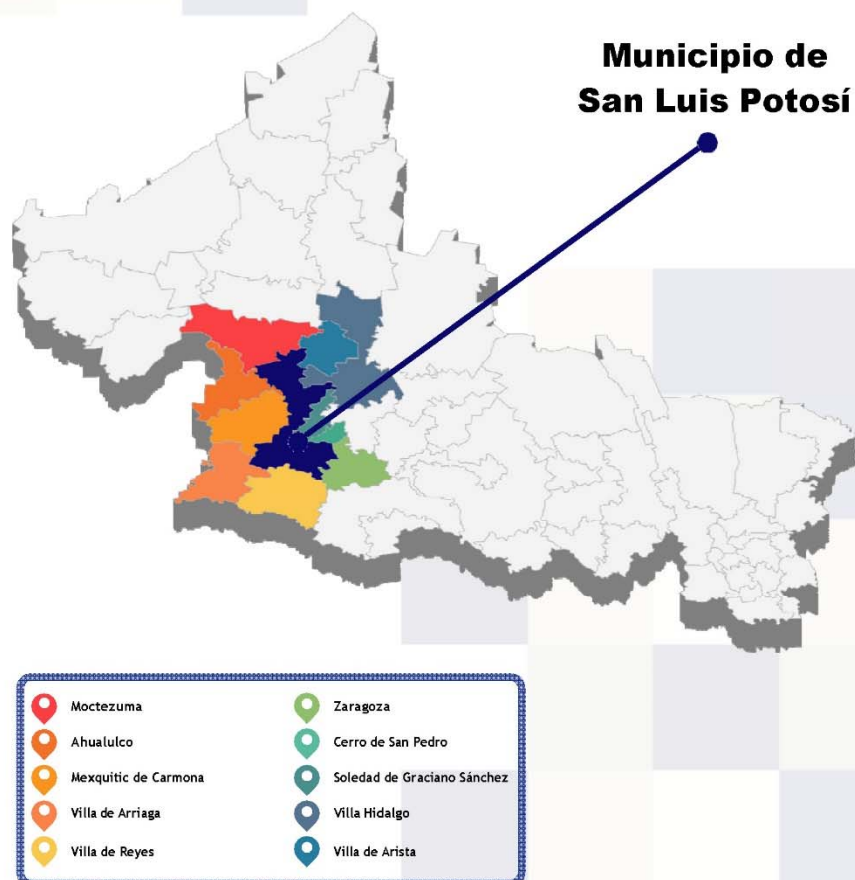 Municipio de
San Luis Potosí
Moctezuma
Ahualulco
Mexquitic de Carmona
Villa de Arriaga
Villa de Reyes
Zaragoza
Cerro de San Pedro
Soledad de Graciano Sánchez
Villa Hidalgo
Villa de Arista